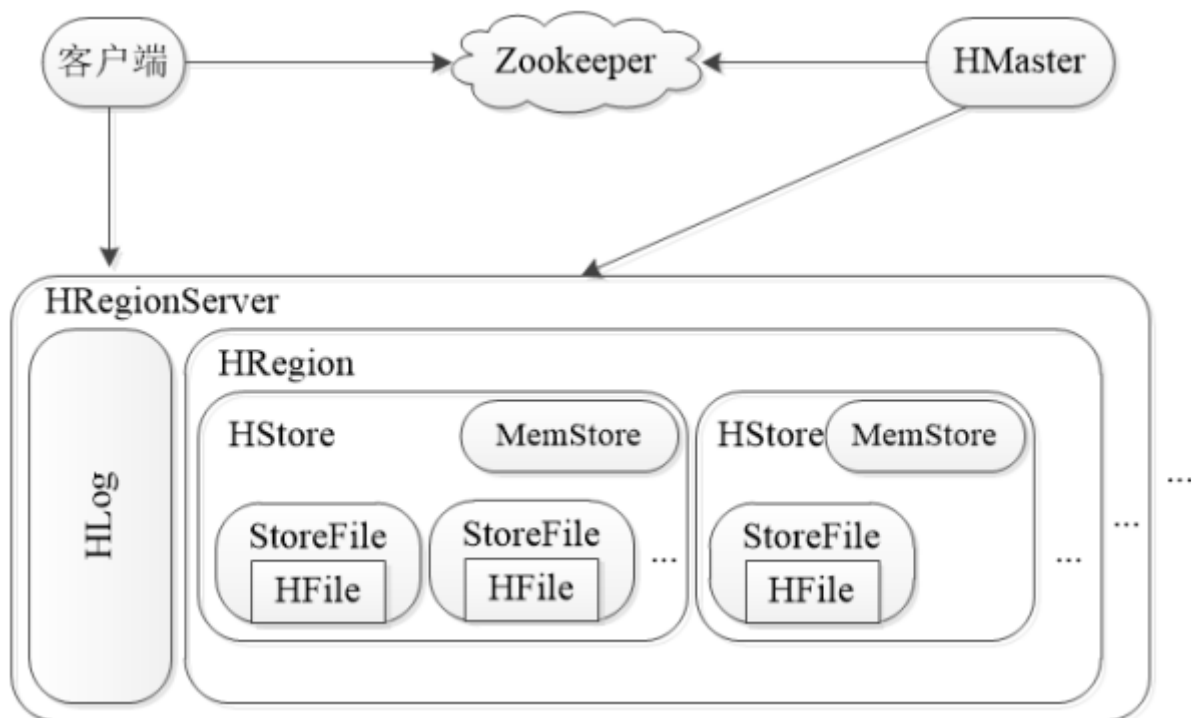 客户端
Zookeeper
HMaster
HRegionServer
HLog
HRegion
HStore
MemStore
StoreFile
HFile
StoreFile
HFile
...
HStore
MemStore
StoreFile
HFile
...
...
...